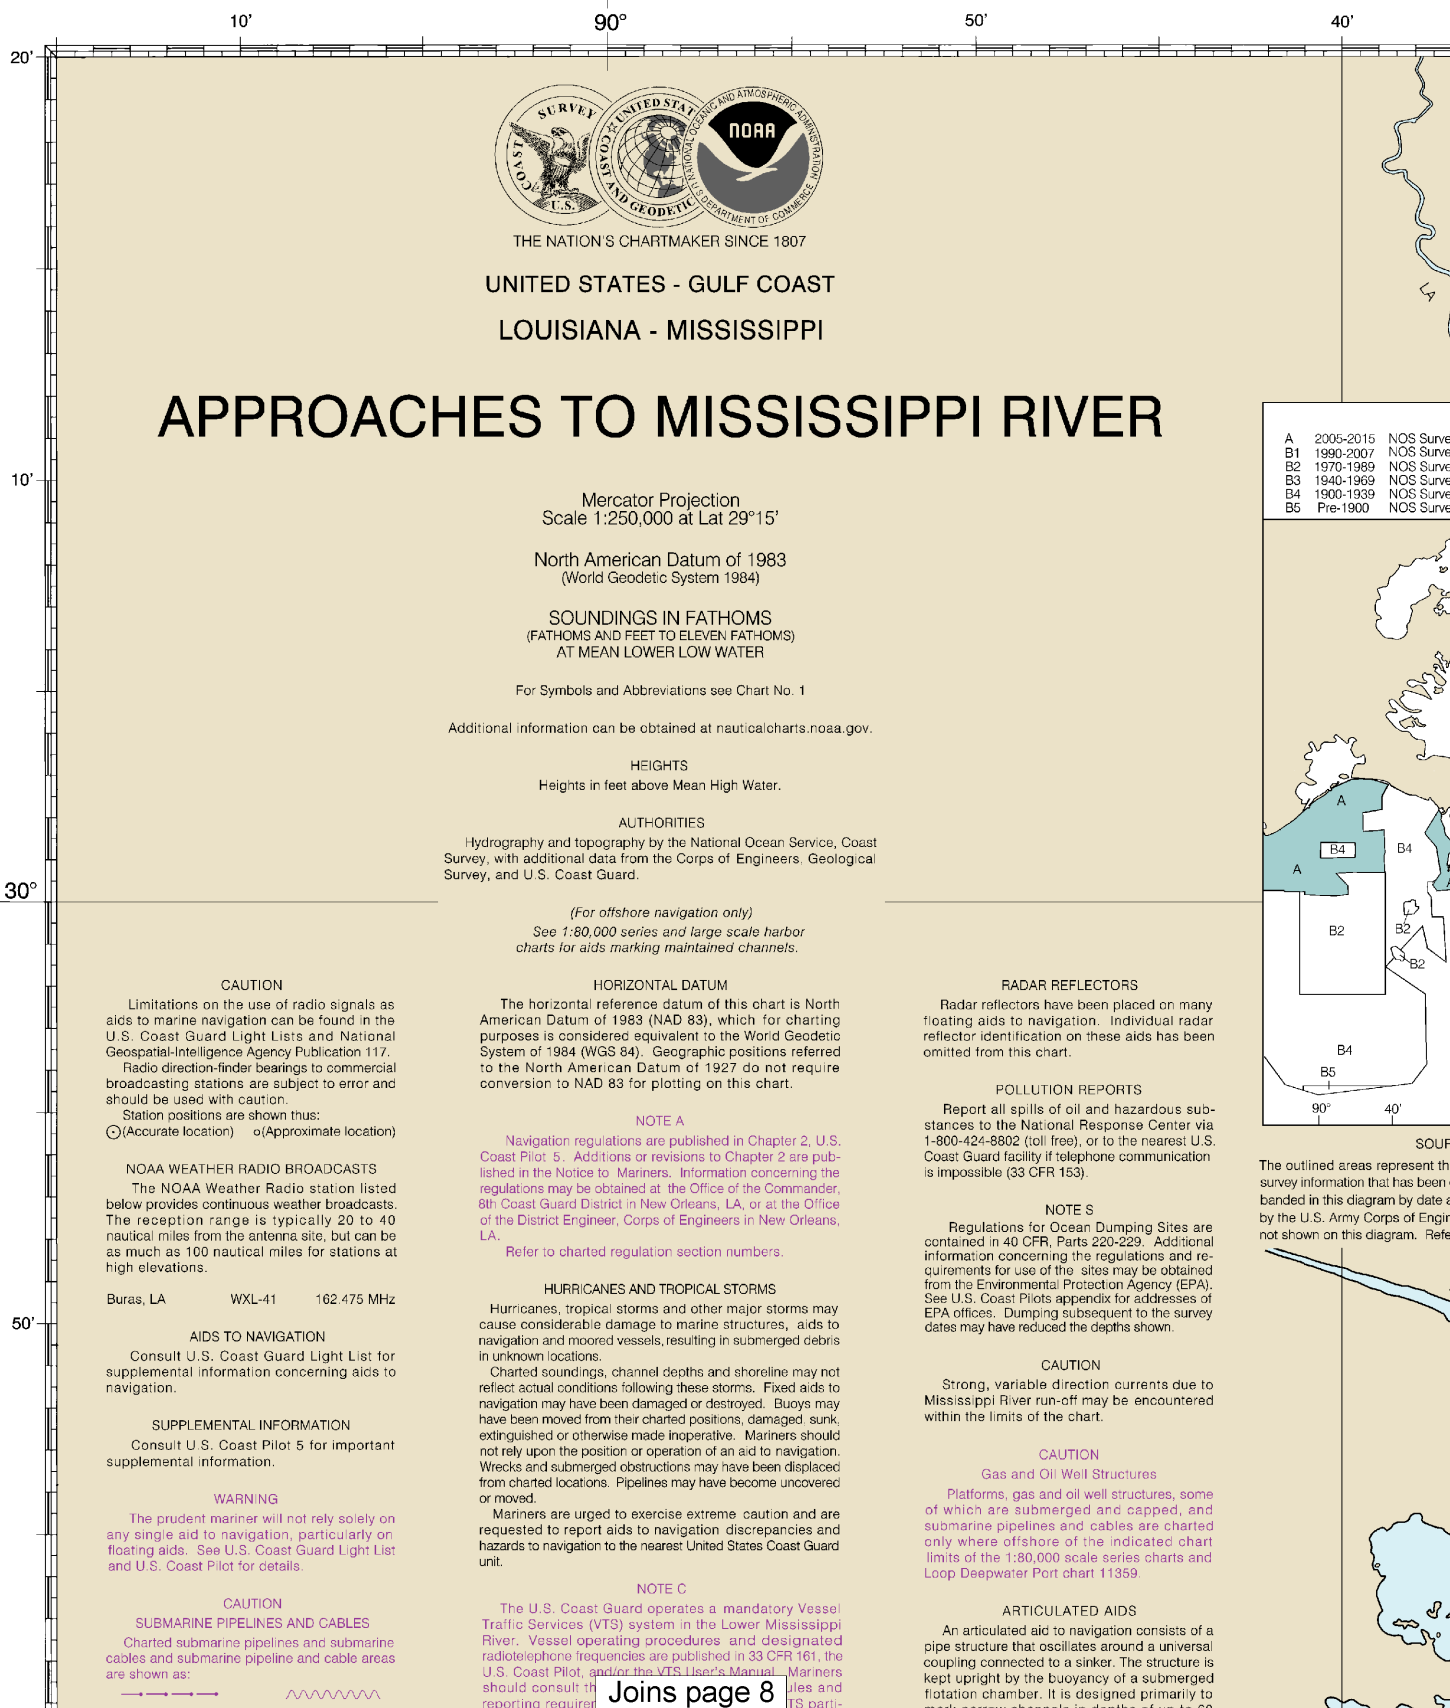 10'
90°
50'
40'
20'
SURVEY
COAST
U.S.
UNITED STAT
COAST AND GEODETIC
NATIONAL OCEANIC AND ATMOSPHERIC ADMINISTRATION
U.S. DEPARTMENT OF COMMERCE
NOAA
THE NATION'S CHARTMAKER SINCE 1807
UNITED STATES - GULF COAST
LOUISIANA - MISSISSIPPI
APPROACHES TO MISSISSIPPI RIVER
LA
10'
Mercator Projection
Scale 1:250,000 at Lat 29°15'
North American Datum of 1983
(World Geodetic System 1984)
SOUNDINGS IN FATHOMS
(FATHOMS AND FEET TO ELEVEN FATHOMS)
AT MEAN LOWER LOW WATER
For Symbols and Abbreviations see Chart No. 1
Additional information can be obtained at nauticalcharts.noaa.gov.
HEIGHTS
Heights in feet above Mean High Water.
AUTHORITIES
Hydrography and topography by the National Ocean Service, Coast
Survey, with additional data from the Corps of Engineers, Geological
Survey, and U.S. Coast Guard.
30°
(For offshore navigation only)
See 1:80,000 series and large scale harbor
charts for aids marking maintained channels.
CAUTION
Limitations on the use of radio signals as
aids to marine navigation can be found in the
U.S. Coast Guard Light Lists and National
Geospatial-Intelligence Agency Publication 117.
Radio direction-finder bearings to commercial
broadcasting stations are subject to error and
should be used with caution.
Station positions are shown thus:
(Accurate location) o(Approximate location)
NOAA WEATHER RADIO BROADCASTS
The NOAA Weather Radio station listed
below provides continuous weather broadcasts.
The reception range is typically 20 to 40
nautical miles from the antenna site, but can be
as much as 100 nautical miles for stations at
high elevations.
Buras, LA WXL-41 162.475 MHz
50'
AIDS TO NAVIGATION
Consult U.S. Coast Guard Light List for
supplemental information concerning aids to
navigation.
SUPPLEMENTAL INFORMATION
Consult U.S. Coast Pilot 5 for important
supplemental information.
WARNING
The prudent mariner will not rely solely on
any single aid to navigation, particularly on
floating aids. See U.S. Coast Guard Light List
and U.S. Coast Pilot for details.
CAUTION
SUBMARINE PIPELINES AND CABLES
Charted submarine pipelines and submarine
cables and submarine pipeline and cable areas
are shown as:
HORIZONTAL DATUM
The horizontal reference datum of this chart is North
American Datum of 1983 (NAD 83), which for charting
purposes is considered equivalent to the World Geodetic
System of 1984 (WGS 84). Geographic positions referred
to the North American Datum of 1927 do not require
conversion to NAD 83 for plotting on this chart.
NOTE A
Navigation regulations are published in Chapter 2, U.S.
Coast Pilot 5. Additions or revisions to Chapter 2 are pub-
lished in the Notice to Mariners. Information concerning the
regulations may be obtained at the Office of the Commander,
8th Coast Guard District in New Orleans, LA, or at the Office
of the District Engineer, Corps of Engineers in New Orleans,
LA.
Refer to charted regulation section numbers.
HURRICANES AND TROPICAL STORMS
Hurricanes, tropical storms and other major storms may
cause considerable damage to marine structures, aids to
navigation and moored vessels, resulting in submerged debris
in unknown locations.
Charted soundings, channel depths and shoreline may not
reflect actual conditions following these storms. Fixed aids to
navigation may have been damaged or destroyed. Buoys may
have been moved from their charted positions, damaged, sunk,
extinguished or otherwise made inoperative. Mariners should
not rely upon the position or operation of an aid to navigation.
Wrecks and submerged obstructions may have been displaced
from charted locations. Pipelines may have become uncovered
or moved.
Mariners are urged to exercise extreme caution and are
requested to report aids to navigation discrepancies and
hazards to navigation to the nearest United States Coast Guard
unit.
NOTE C
The U.S. Coast Guard operates a mandatory Vessel
Traffic Services (VTS) system in the Lower Mississippi
River. Vessel operating procedures and designated
radiotelephone frequencies are published in 33 CFR 161, the
U.S. Coast Pilot, and/or the VTS User's Manual. Mariners
should consult th ules and
reporting requirer TS parti-
Joins page 8
RADAR REFLECTORS
Radar reflectors have been placed on many
floating aids to navigation. Individual radar
reflector identification on these aids has been
omitted from this chart.
POLLUTION REPORTS
Report all spills of oil and hazardous sub-
stances to the National Response Center via
1-800-424-8802 (toll free), or to the nearest U.S.
Coast Guard facility if telephone communication
is impossible (33 CFR 153).
NOTE S
Regulations for Ocean Dumping Sites are
contained in 40 CFR, Parts 220-229. Additional
information concerning the regulations and re-
quirements for use of the sites may be obtained
from the Environmental Protection Agency (EPA).
See U.S. Coast Pilots appendix for addresses of
EPA offices. Dumping subsequent to the survey
dates may have reduced the depths shown.
CAUTION
Strong, variable direction currents due to
Mississippi River run-off may be encountered
within the limits of the chart.
CAUTION
Gas and Oil Well Structures
Platforms, gas and oil well structures, some
of which are submerged and capped, and
submarine pipelines and cables are charted
only where offshore of the indicated chart
limits of the 1:80,000 scale series charts and
Loop Deepwater Port chart 11359.
ARTICULATED AIDS
An articulated aid to navigation consists of a
pipe structure that oscillates around a universal
coupling connected to a sinker. The structure is
kept upright by the buoyancy of a submerged
flotation chamber. It is designed primarily to
A 2005-2015 NOS Surve
B1 1990-2007 NOS Surve
B2 1970-1989 NOS Surve
B3 1940-1969 NOS Surve
B4 1900-1939 NOS Surve
B5 Pre-1900 NOS Surve
A
B4
B4
A
B2
B2
B2
B4
B5
90° 40'
SOUR
The outlined areas represent th
survey information that has been
banded in this diagram by date a
by the U.S. Army Corps of Engin
not shown on this diagram. Refe